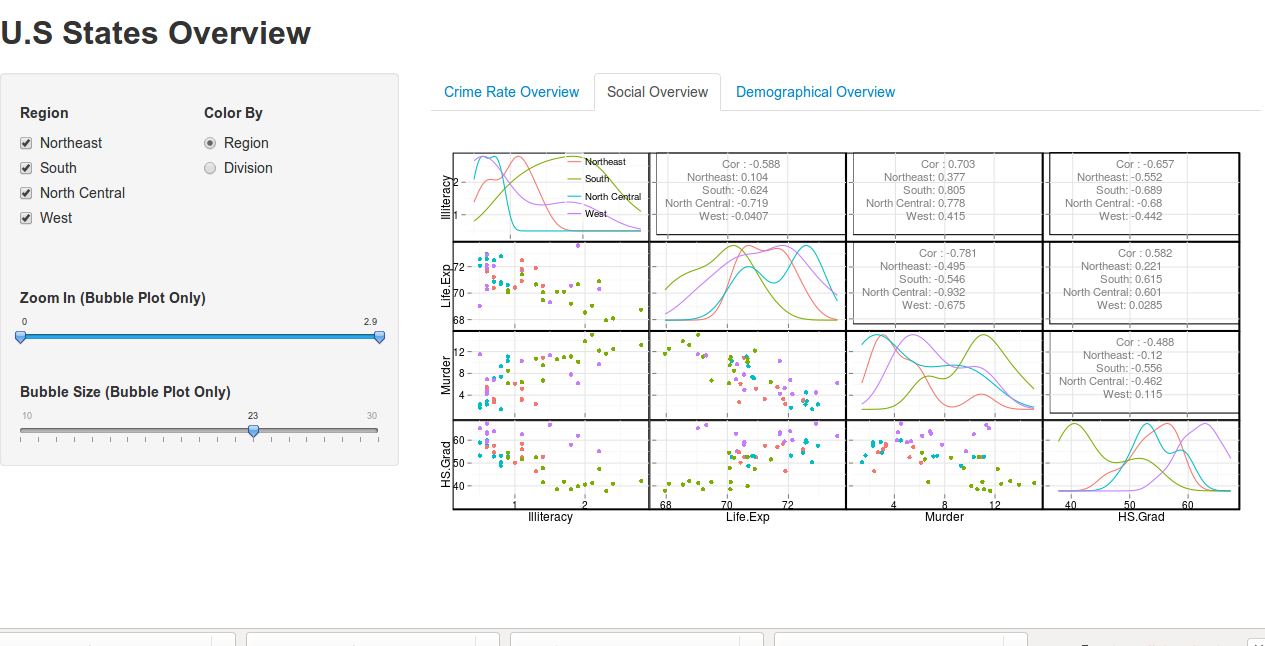 U.S States Overview
Region
Color By
Northeast
Region
South
Division
North Central
West
Zoom In (Bubble Plot Only)
0
2.9
Bubble Size (Bubble Plot Only)
10
23
30
Crime Rate Overview
Social Overview
Demographical Overview
Northeast
South
North Central
West
Illiteracy
2
1
Cor : -0.588
Northeast: 0.104
South: -0.624
North Central: -0.719
West: -0.0407
Cor : 0.703
Northeast: 0.377
South: 0.805
North Central: 0.778
West: 0.415
Cor : -0.657
Northeast: -0.552
South: -0.689
North Central: -0.68
West: -0.442
Life.Exp
72
70
68
Cor : -0.781
Northeast: -0.495
South: -0.546
North Central: -0.932
West: -0.675
Cor : 0.582
Northeast: 0.221
South: 0.615
North Central: 0.601
West: 0.0285
Murder
12
8
4
Cor : -0.488
Northeast: -0.12
South: -0.556
North Central: -0.462
West: 0.115
HS.Grad
60
50
40
1
2
68
70
72
4
8
12
40
50
60
Illiteracy
Life.Exp
Murder
HS.Grad